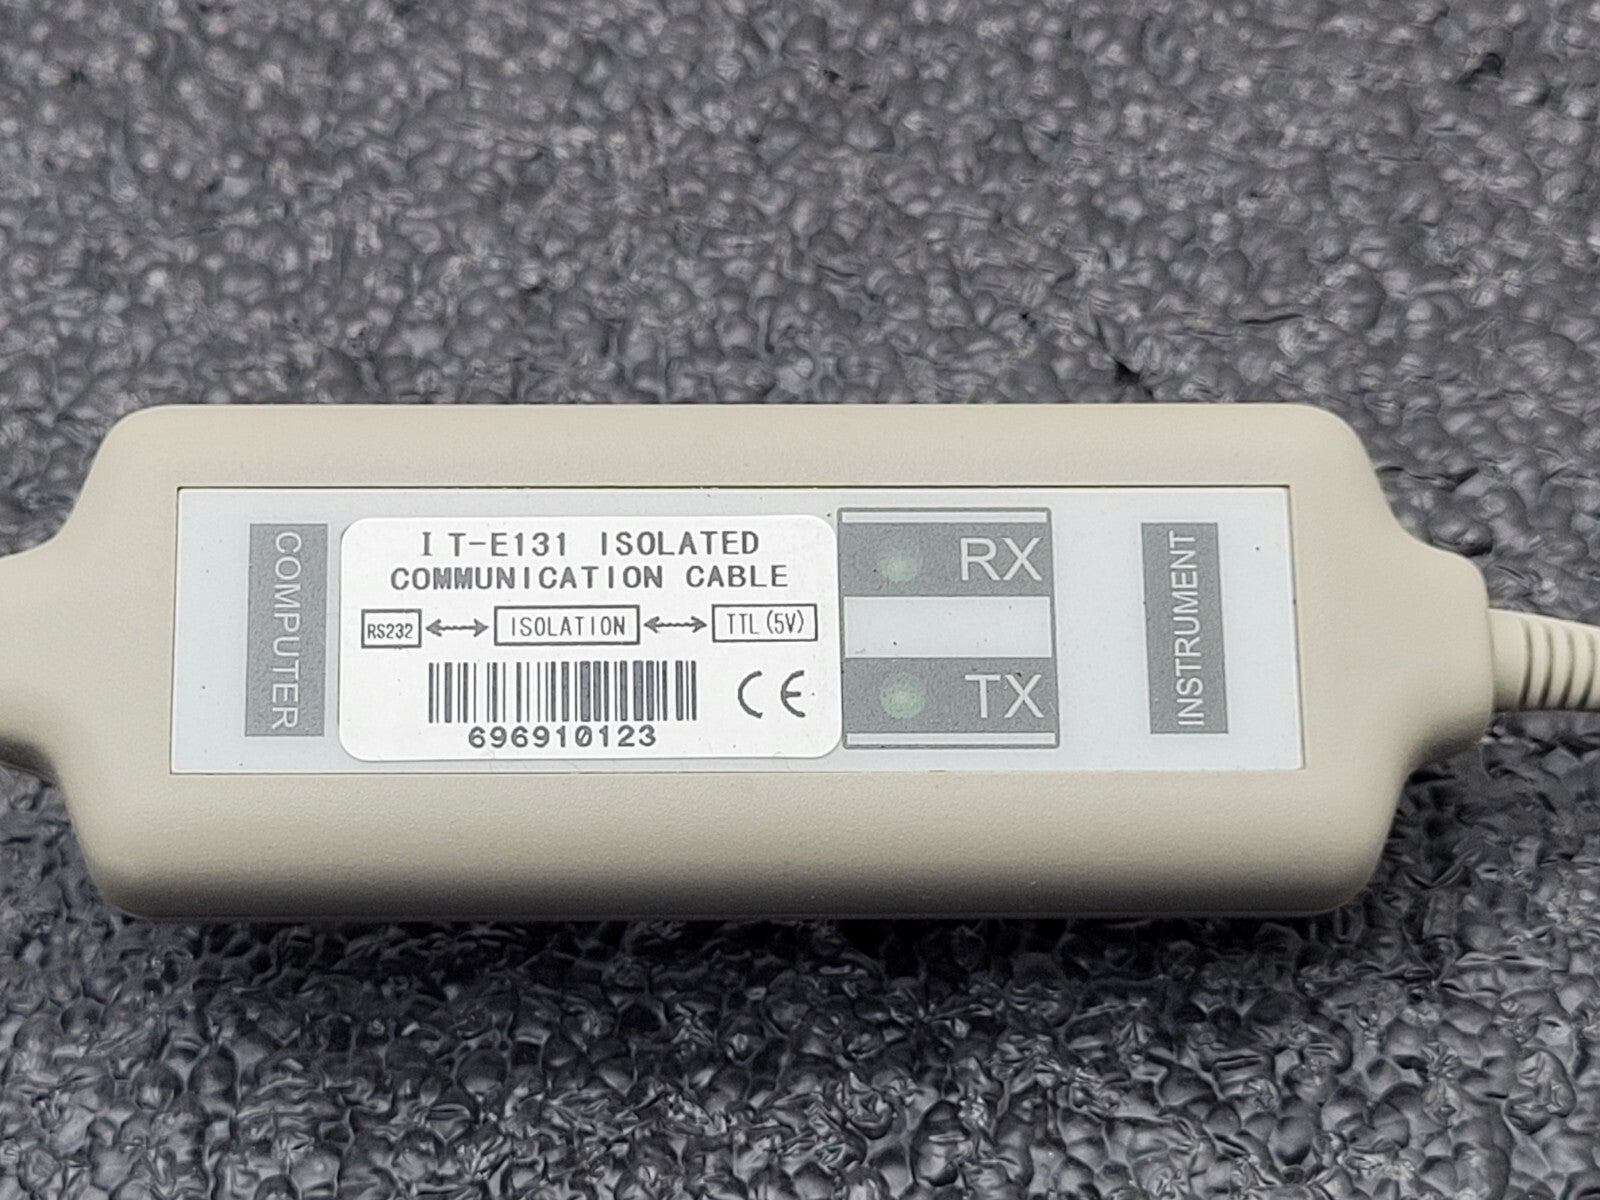 COMPUTER
IT-E131 ISOLATED
COMMUNICATION CABLE
RS232 ISOLATION TTL(5V)
696910123
CE
RX
TX
INSTRUMENT